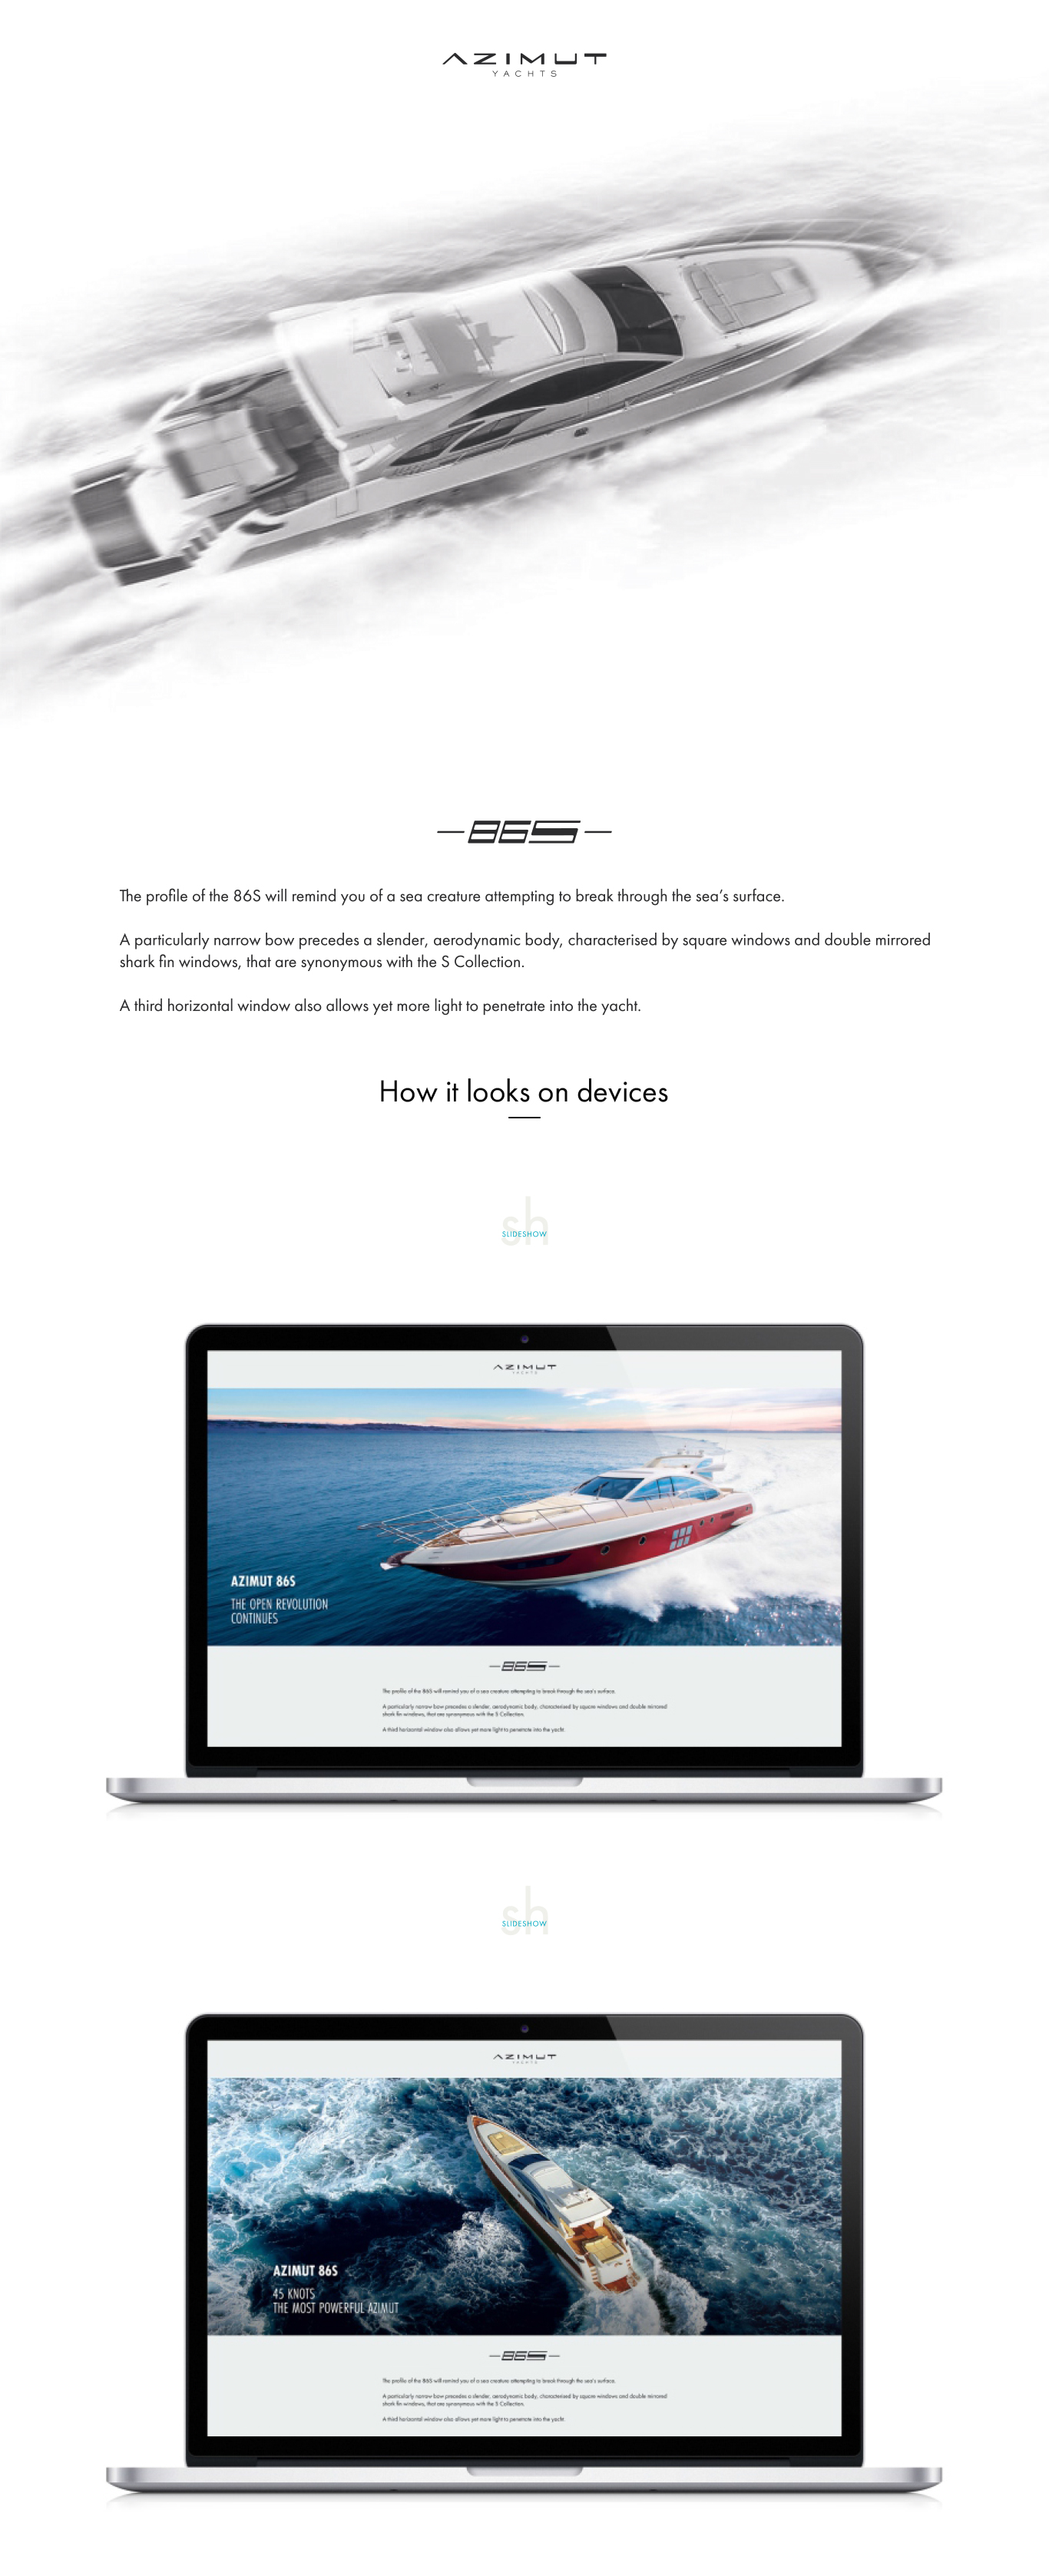 AZIMUT
YACHTS
86S
The profile of the 86S will remind you of a sea creature attempting to break through the sea’s surface.
A particularly narrow bow precedes a slender, aerodynamic body, characterised by square windows and double mirrored
shark fin windows, that are synonymous with the S Collection.
A third horizontal window also allows yet more light to penetrate into the yacht.
How it looks on devices
sh
SLIDESHOW
AZIMUT
YACHTS
AZIMUT 86S
THE OPEN REVOLUTION
CONTINUES
86S
The profile of the 86S will remind you of a sea creature attempting to break through the sea’s surface.
A particularly narrow bow precedes a slender, aerodynamic body, characterised by square windows and double mirrored
shark fin windows, that are synonymous with the S Collection.
A third horizontal window also allows yet more light to penetrate into the yacht.
sh
SLIDESHOW
AZIMUT
YACHTS
AZIMUT 86S
45 KNOTS
THE MOST POWERFUL AZIMUT
86S
The profile of the 86S will remind you of a sea creature attempting to break through the sea’s surface.
A particularly narrow bow precedes a slender, aerodynamic body, characterised by square windows and double mirrored
shark fin windows, that are synonymous with the S Collection.
A third horizontal window also allows yet more light to penetrate into the yacht.